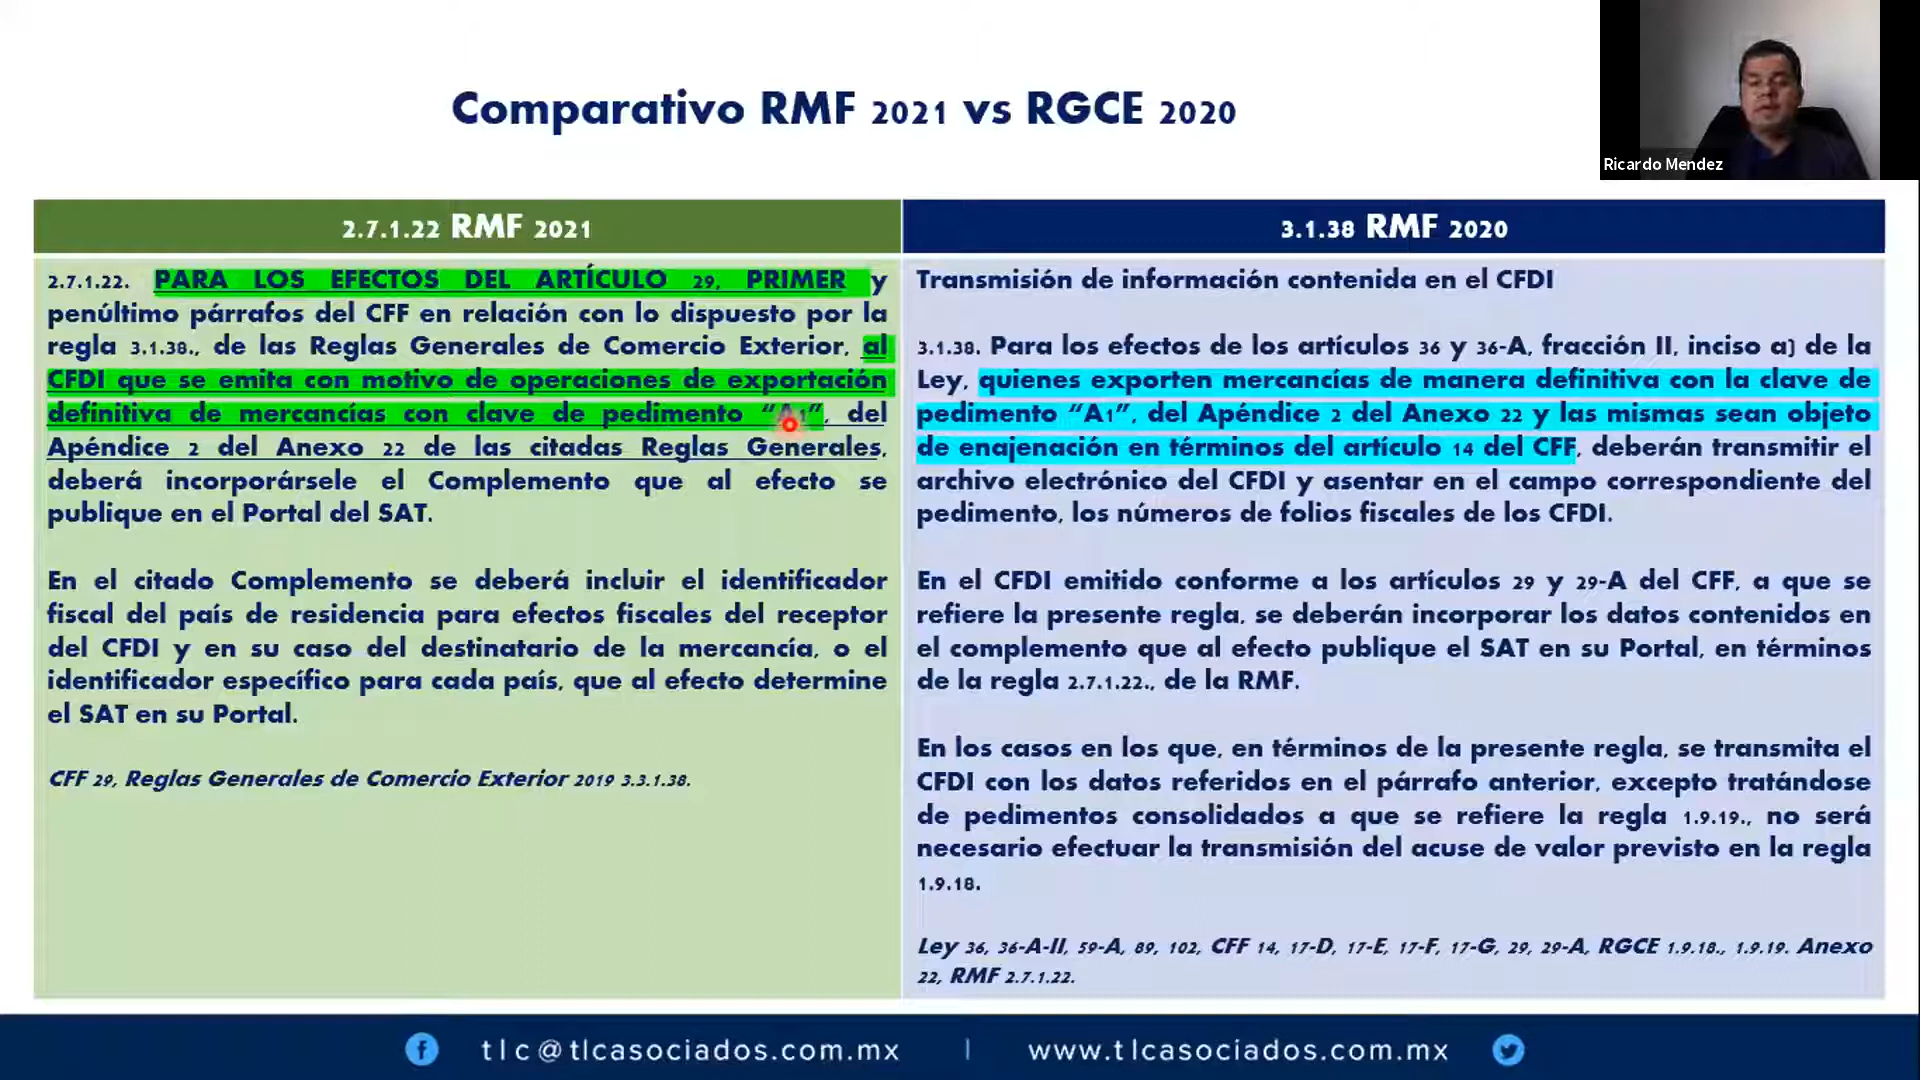 Comparativo RMF 2021 vs RGCE 2020
Ricardo Mendez
2.7.1.22 RMF 2021
2.7.1.22. PARA LOS EFECTOS DEL ARTÍCULO 29, PRIMER y
penúltimo párrafos del CFF en relación con lo dispuesto por la
regla 3.1.38., de las Reglas Generales de Comercio Exterior, al
CFDI que se emita con motivo de operaciones de exportación
definitiva de mercancías con clave de pedimento “A1”, del
Apéndice 2 del Anexo 22 de las citadas Reglas Generales,
deberá incorporársele el Complemento que al efecto se
publique en el Portal del SAT.
En el citado Complemento se deberá incluir el identificador
fiscal del país de residencia para efectos fiscales del receptor
del CFDI y en su caso del destinatario de la mercancía, o el
identificador específico para cada país, que al efecto determine
el SAT en su Portal.
CFF 29, Reglas Generales de Comercio Exterior 2019 3.3.1.38.
3.1.38 RMF 2020
Transmisión de información contenida en el CFDI
3.1.38. Para los efectos de los artículos 36 y 36-A, fracción II, inciso a) de la
Ley, quienes exporten mercancías de manera definitiva con la clave de
pedimento “A1”, del Apéndice 2 del Anexo 22 y las mismas sean objeto
de enajenación en términos del artículo 14 del CFF, deberán transmitir el
archivo electrónico del CFDI y asentar en el campo correspondiente del
pedimento, los números de folios fiscales de los CFDI.
En el CFDI emitido conforme a los artículos 29 y 29-A del CFF, a que se
refiere la presente regla, se deberán incorporar los datos contenidos en
el complemento que al efecto publique el SAT en su Portal, en términos
de la regla 2.7.1.22., de la RMF.
En los casos en los que, en términos de la presente regla, se transmita el
CFDI con los datos referidos en el párrafo anterior, excepto tratándose
de pedimentos consolidados a que se refiere la regla 1.9.19., no será
necesario efectuar la transmisión del acuse de valor previsto en la regla
1.9.18.
Ley 36, 36-A-II, 59-A, 89, 102, CFF 14, 17-D, 17-E, 17-F, 17-G, 29, 29-A, RGCE 1.9.18., 1.9.19. Anexo
22, RMF 2.7.1.22.
tlc@tlcasociados.com.mx | www.tlcasociados.com.mx